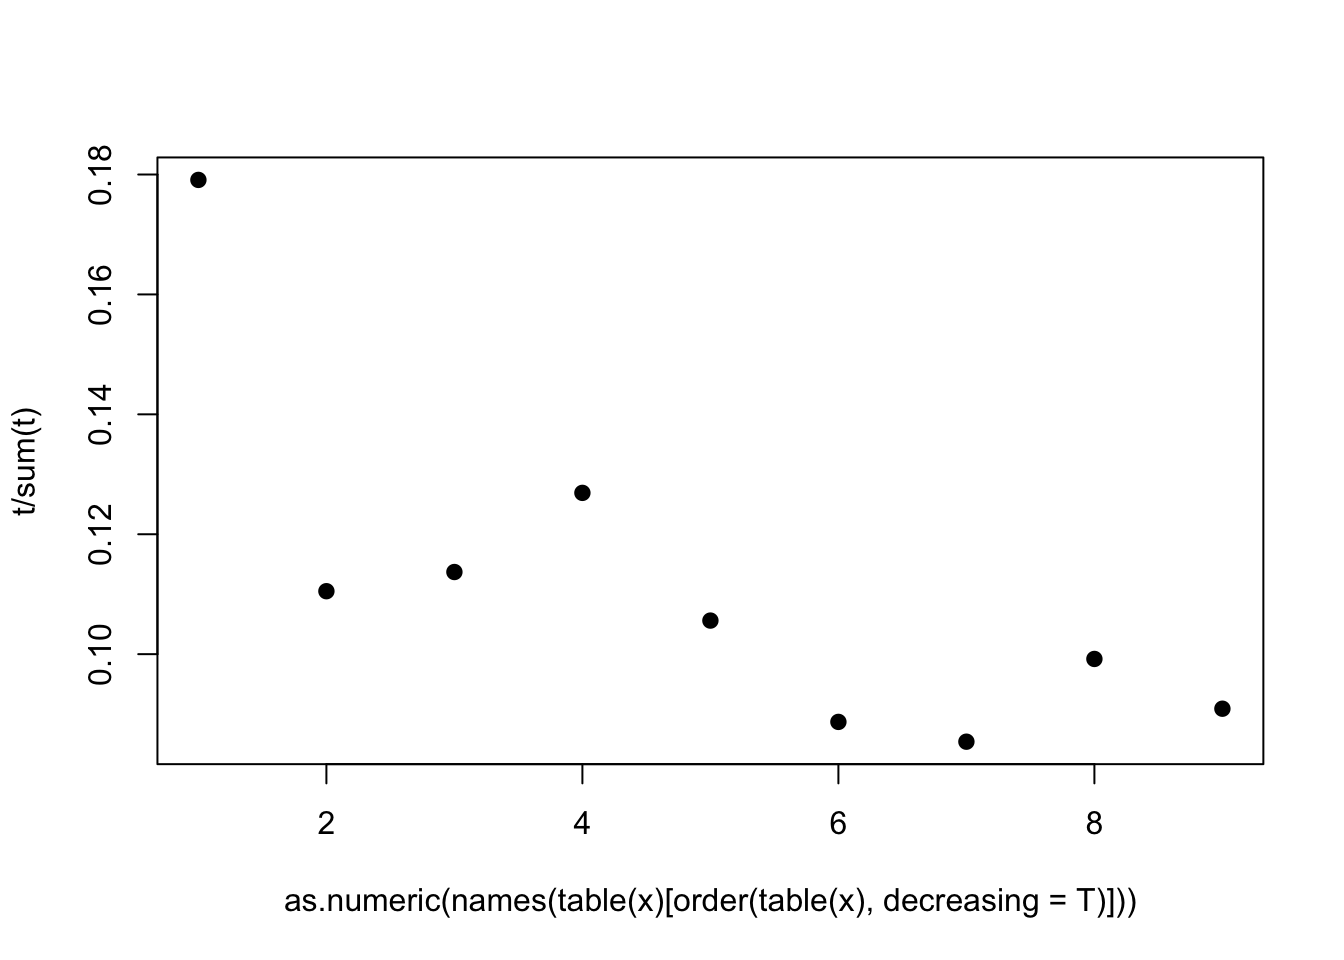 t/sum(t)
0.18
0.16
0.14
0.12
0.10
2 4 6 8
as.numeric(names(table(x)[order(table(x), decreasing = T)]))